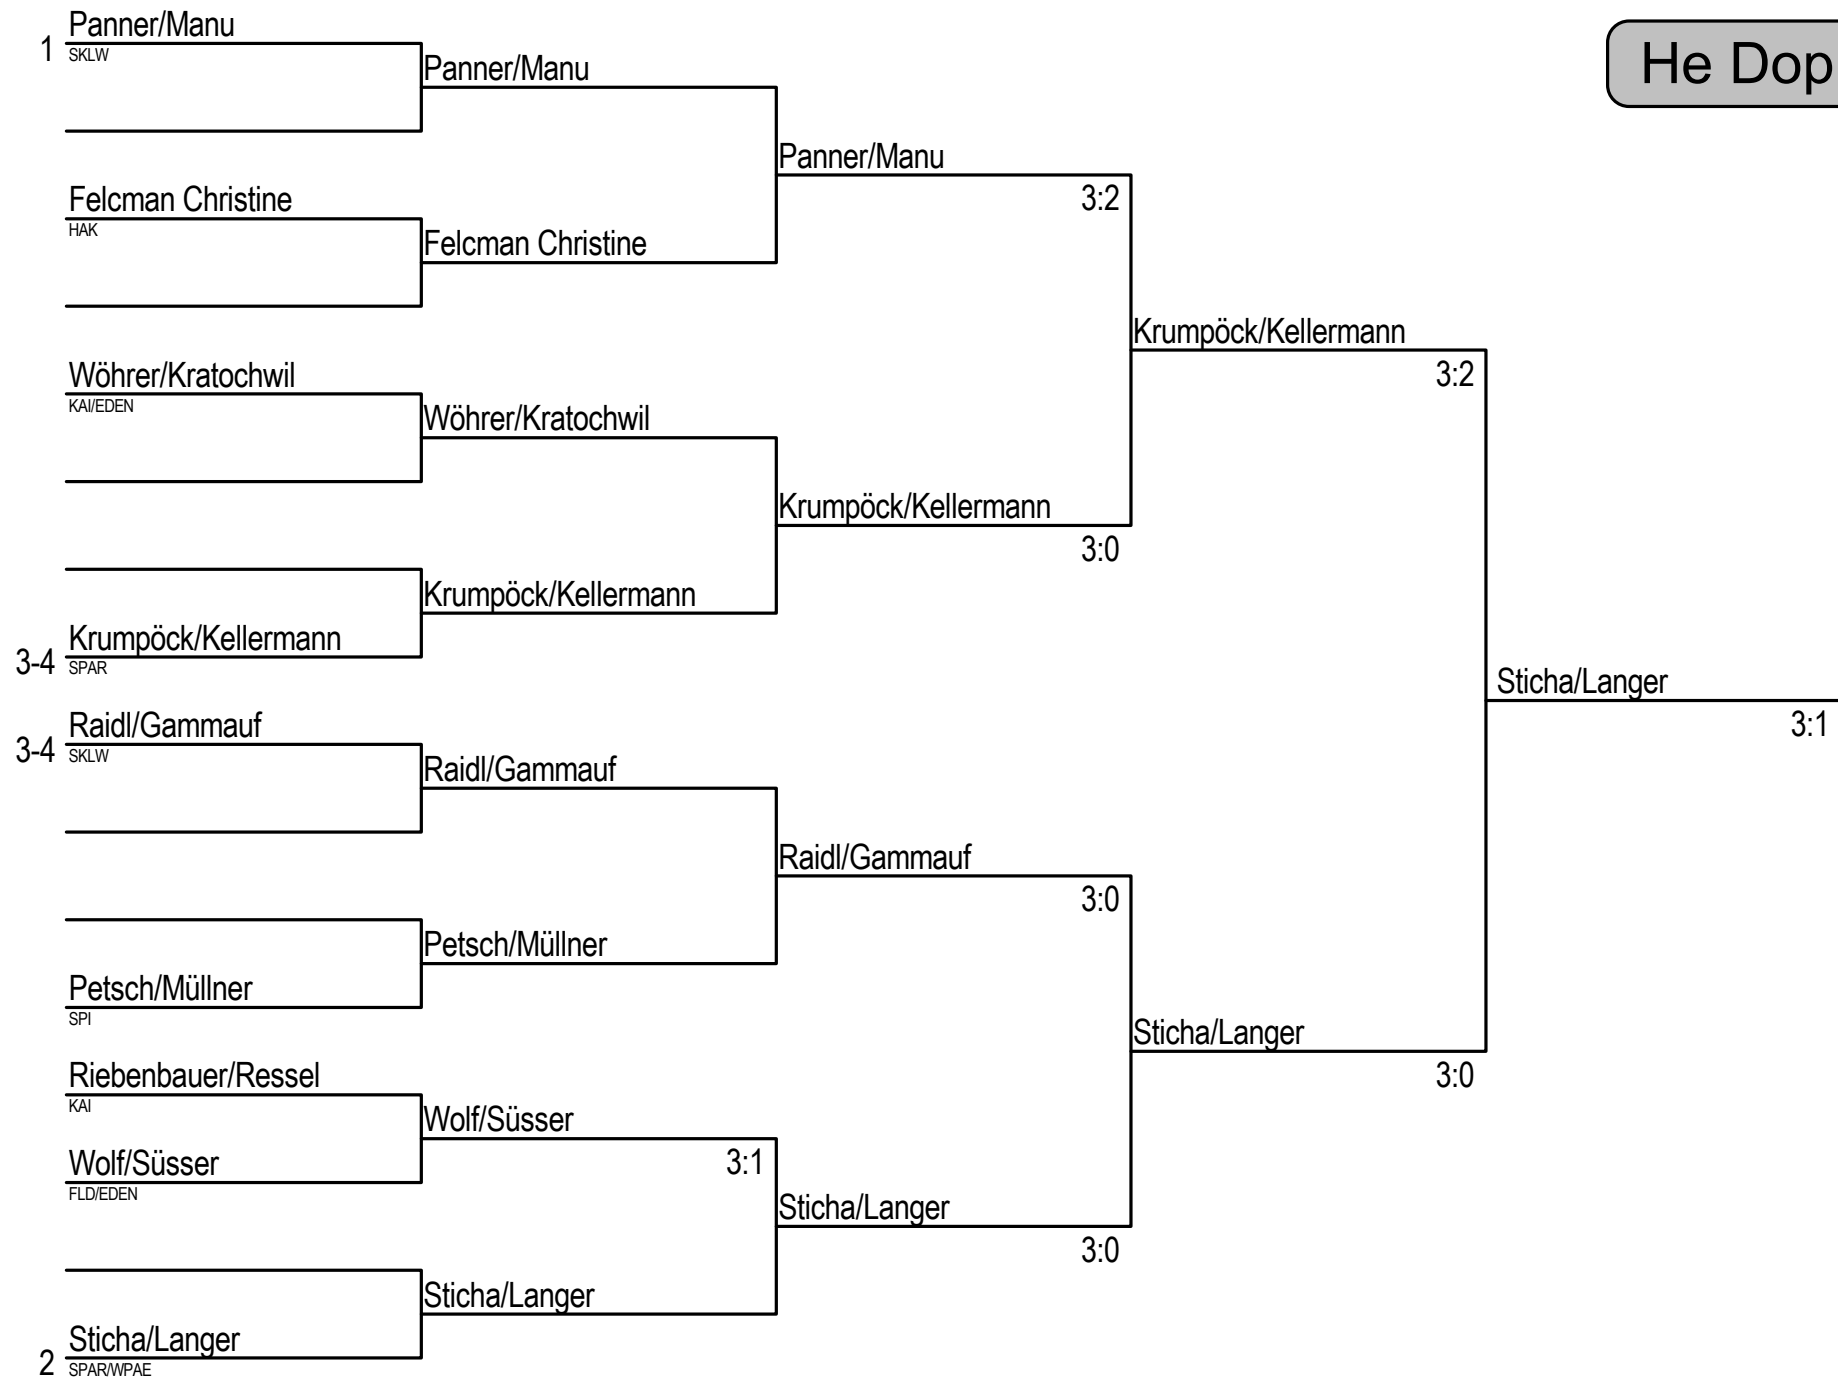 He Dop
1 Panner/Manu
SKLW
Panner/Manu
Panner/Manu
3:2
Felcman Christine
HAK
Felcman Christine
Krumpöck/Kellermann
3:2
Wöhrer/Kratochwil
KAI/EDEN
Wöhrer/Kratochwil
Krumpöck/Kellermann
3:0
Krumpöck/Kellermann
3-4 Krumpöck/Kellermann
SPAR
Sticha/Langer
3:1
3-4 Raidl/Gammauf
SKLW
Raidl/Gammauf
Raidl/Gammauf
3:0
Petsch/Müllner
Petsch/Müllner
SPI
Sticha/Langer
3:0
Riebenbauer/Ressel
KAI
Wolf/Süsser
3:1
Wolf/Süsser
FLD/EDEN
Sticha/Langer
3:0
Sticha/Langer
2 Sticha/Langer
SPAR/WPAE